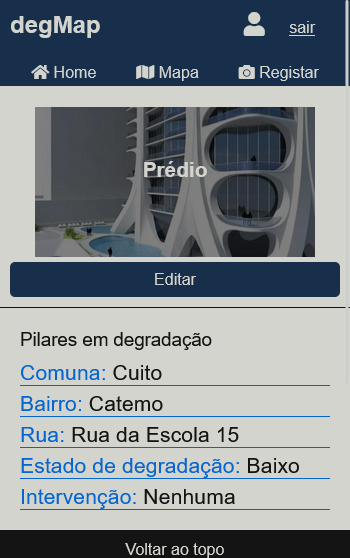 degMap
sair
Home Mapa Registar
Prédio
Editar
Pilares em degradação
Comuna: Cuito
Bairro: Catemo
Rua: Rua da Escola 15
Estado de degradação: Baixo
Intervenção: Nenhuma
Voltar ao topo